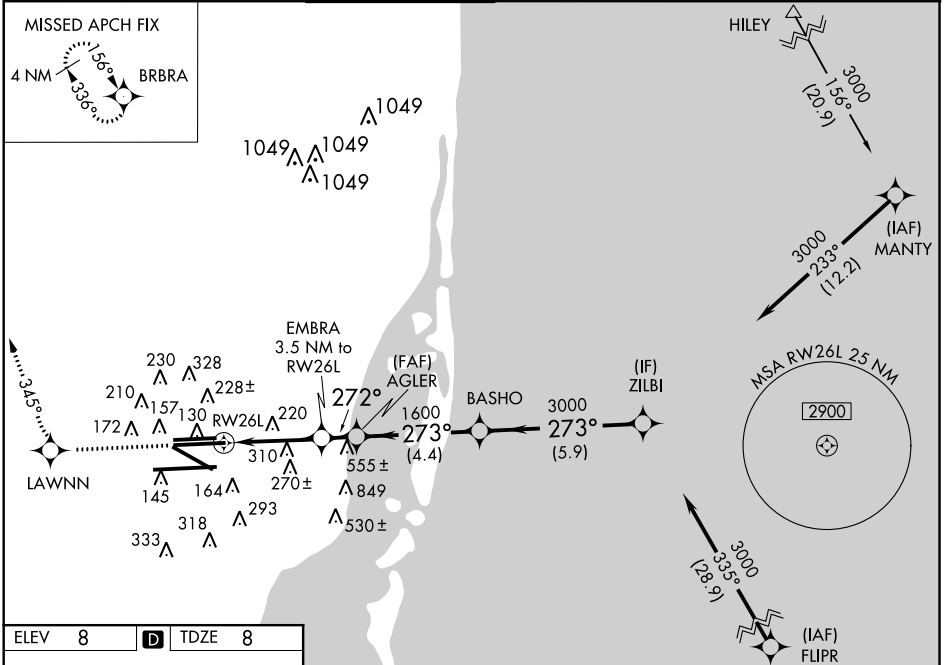 MISSED APCH FIX
4 NM
156°
336°
BRBRA
HILEY
3000
156°
(20.9)
1049
1049
1049
1049
(IAF)
MANTY
3000
233°
(12.2)
EMBRA
3.5 NM to
RW26L
(FAF)
AGLER
272°
BASHO
(IF)
ZILBI
1600
273°
(4.4)
3000
273°
(5.9)
MSA RW26L 25 NM
2900
345°
LAWNN
230
328
210
228±
157
130
RW26L
220
172
310
270±
555±
849
530±
145
164
293
318
333
3000
335°
(28.9)
(IAF)
FLIPR
ELEV 8 D TDZE 8